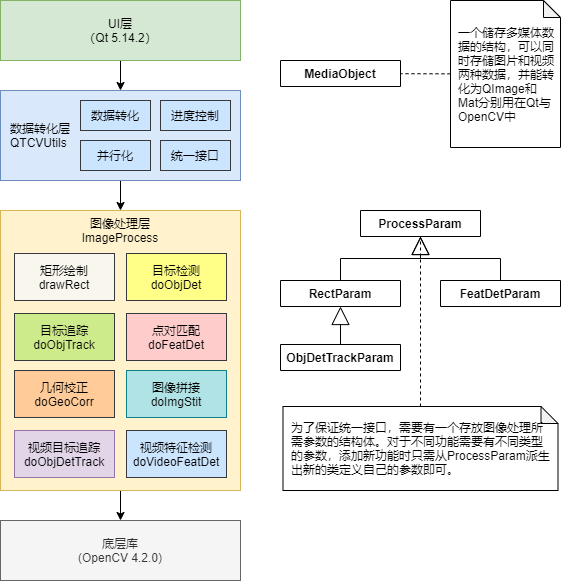 UI层
（Qt 5.14.2）
数据转化层
QTCVUtils
数据转化
进度控制
并行化
统一接口
图像处理层
ImageProcess
矩形绘制
drawRect
目标检测
doObjDet
目标追踪
doObjTrack
点对匹配
doFeatDet
几何校正
doGeoCorr
图像拼接
doImgStit
视频目标追踪
doObjDetTrack
视频特征检测
doVideoFeatDet
底层库
（OpenCV 4.2.0）
MediaObject
一个储存多媒体数
据的结构，可以同
时存储图片和视频
两种数据，并能转
化为QImage和
Mat分别用在Qt与
OpenCV中
ProcessParam
RectParam
FeatDetParam
ObjDetTrackParam
为了保证统一接口，需要有一个存放图像处理所
需参数的结构体。对于不同功能需要有不同类型
的参数，添加新功能时只需从ProcessParam派生
出新的类定义自己的参数即可。